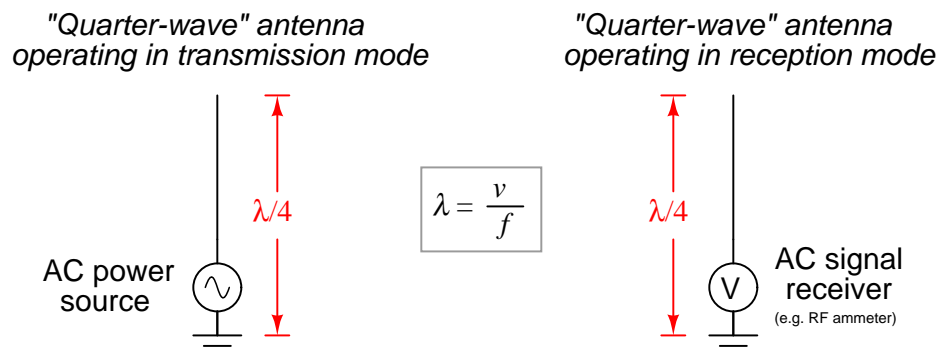 "Quarter-wave" antenna
operating in transmission mode
"Quarter-wave" antenna
operating in reception mode
λ/4
λ = v/f
λ/4
AC power
source
V
AC signal
receiver
(e.g. RF ammeter)